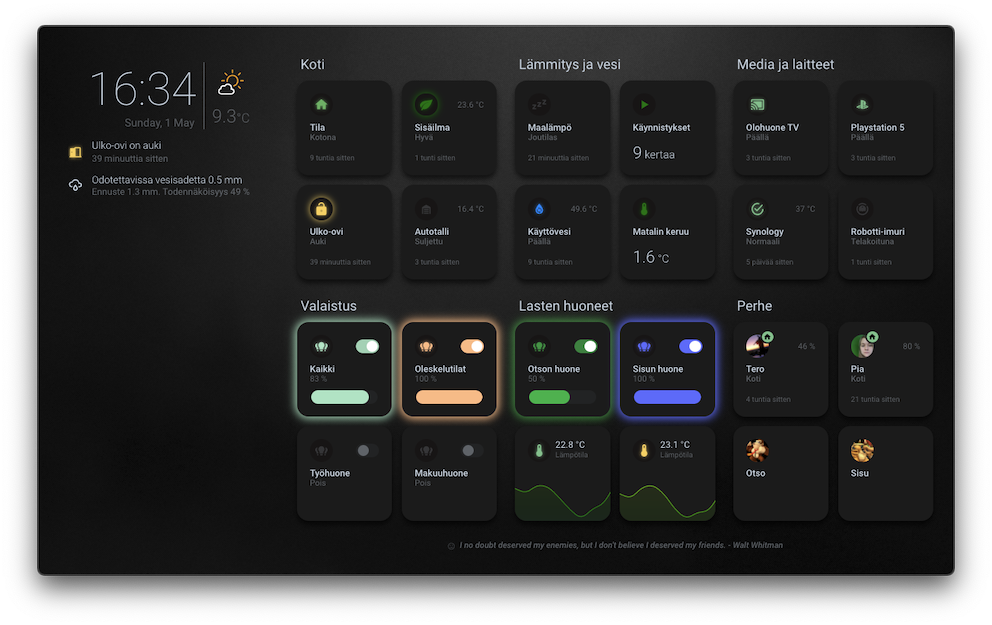 16:34
Sunday, 1 May
9.3°C
Ulko-ovi on auki
39 minuuttia sitten
Odotettavissa vesisadetta 0.5 mm
Ennuste 1.3 mm. Todennäköisyys 49 %
Koti
Tila
Kotona
9 tuntia sitten
23.6 °C
Sisäilma
Hyvä
1 tunti sitten
Ulko-ovi
Auki
39 minuuttia sitten
16.4 °C
Autotalli
Suljettu
3 tuntia sitten
Lämmitys ja vesi
zzz
Maalämpö
Joutilas
21 minuuttia sitten
Käynnistykset
9 kertaa
49.6 °C
Käyttövesi
Päällä
9 tuntia sitten
Matalin keruu
1.6 °C
Media ja laitteet
Olohuone TV
Päällä
3 tuntia sitten
Playstation 5
Päällä
3 tuntia sitten
37 °C
Synology
Normaali
5 päivää sitten
Robotti-imuri
Telakoituna
1 tunti sitten
Valaistus
Kaikki
83 %
Oleskelutilat
100 %
Työhuone
Pois
Makuuhuone
Pois
Lasten huoneet
Otson huone
50 %
Sisun huone
100 %
22.8 °C
Lämpötila
23.1 °C
Lämpötila
Perhe
46 %
Tero
Koti
4 tuntia sitten
80 %
Pia
Koti
21 tuntia sitten
Otso
Sisu
I no doubt deserved my enemies, but I don't believe I deserved my friends. - Walt Whitman